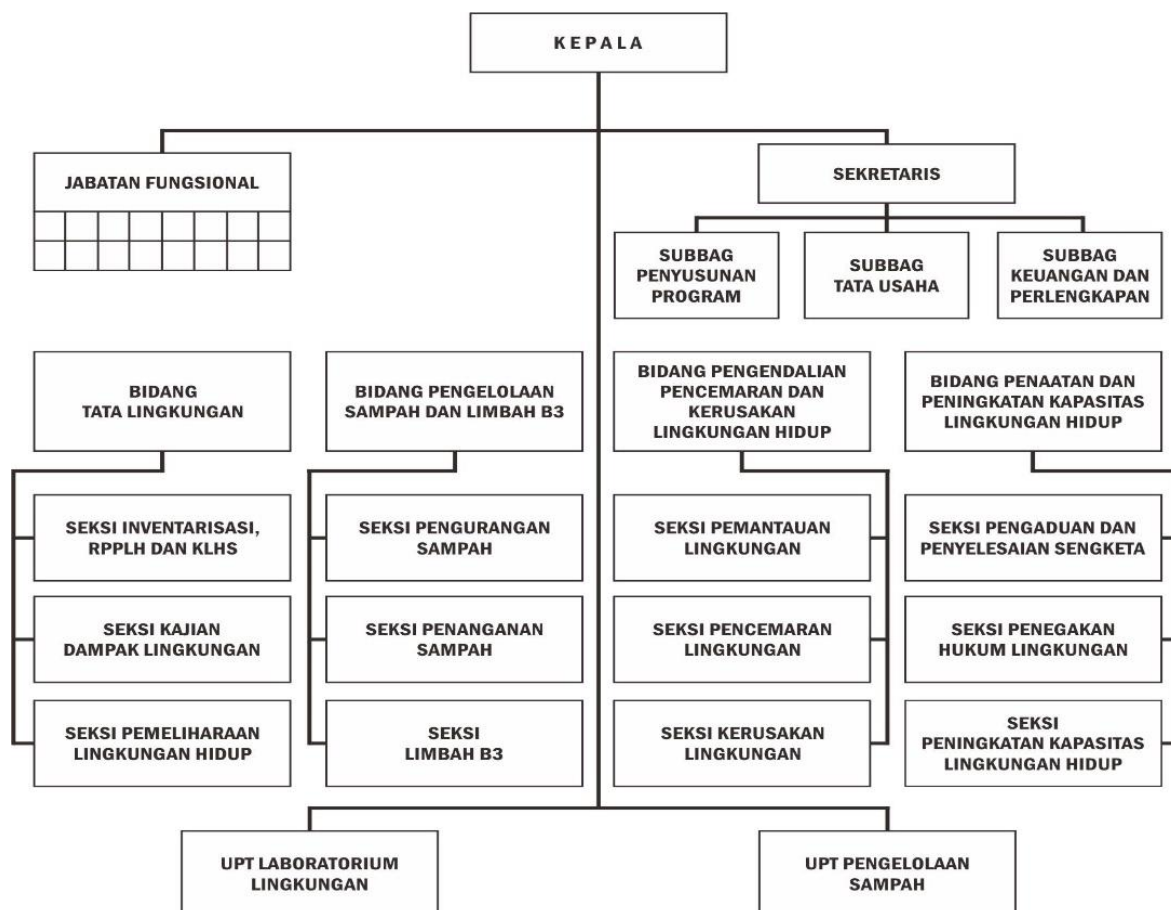 KEPALA
JABATAN FUNGSIONAL
SEKRETARIS
SUBBAG
PENYUSUNAN
PROGRAM
SUBBAG
TATA USAHA
SUBBAG
KEUANGAN DAN
PERLENGKAPAN
BIDANG
TATA LINGKUNGAN
BIDANG PENGELOLAAN
SAMPAH DAN LIMBAH B3
BIDANG PENGENDALIAN
PENCEMARAN DAN
KERUSAKAN
LINGKUNGAN HIDUP
BIDANG PENAATAN DAN
PENINGKATAN KAPASITAS
LINGKUNGAN HIDUP
SEKSI INVENTARISASI,
RPPLH DAN KLHS
SEKSI PENGURANGAN
SAMPAH
SEKSI PEMANTAUAN
LINGKUNGAN
SEKSI PENGADUAN DAN
PENYELESAIAN SENGKETA
SEKSI KAJIAN
DAMPAK LINGKUNGAN
SEKSI PENANGANAN
SAMPAH
SEKSI PENCEMARAN
LINGKUNGAN
SEKSI PENEGAKAN
HUKUM LINGKUNGAN
SEKSI PEMELIHARAAN
LINGKUNGAN HIDUP
SEKSI
LIMBAH B3
SEKSI KERUSAKAN
LINGKUNGAN
SEKSI
PENINGKATAN KAPASITAS
LINGKUNGAN HIDUP
UPT LABORATORIUM
LINGKUNGAN
UPT PENGELOLAAN
SAMPAH